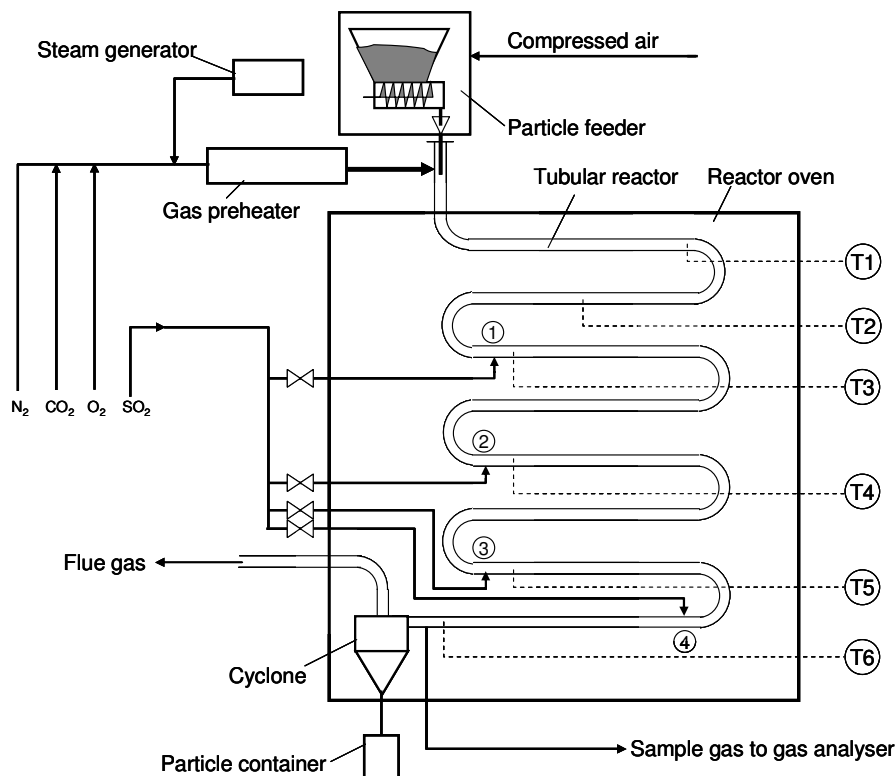 Compressed air
Steam generator
Particle feeder
Gas preheater
Tubular reactor
Reactor oven
T1
T2
1
T3
N2 CO2 O2 SO2
2
T4
3
Flue gas
T5
4
T6
Cyclone
Sample gas to gas analyser
Particle container